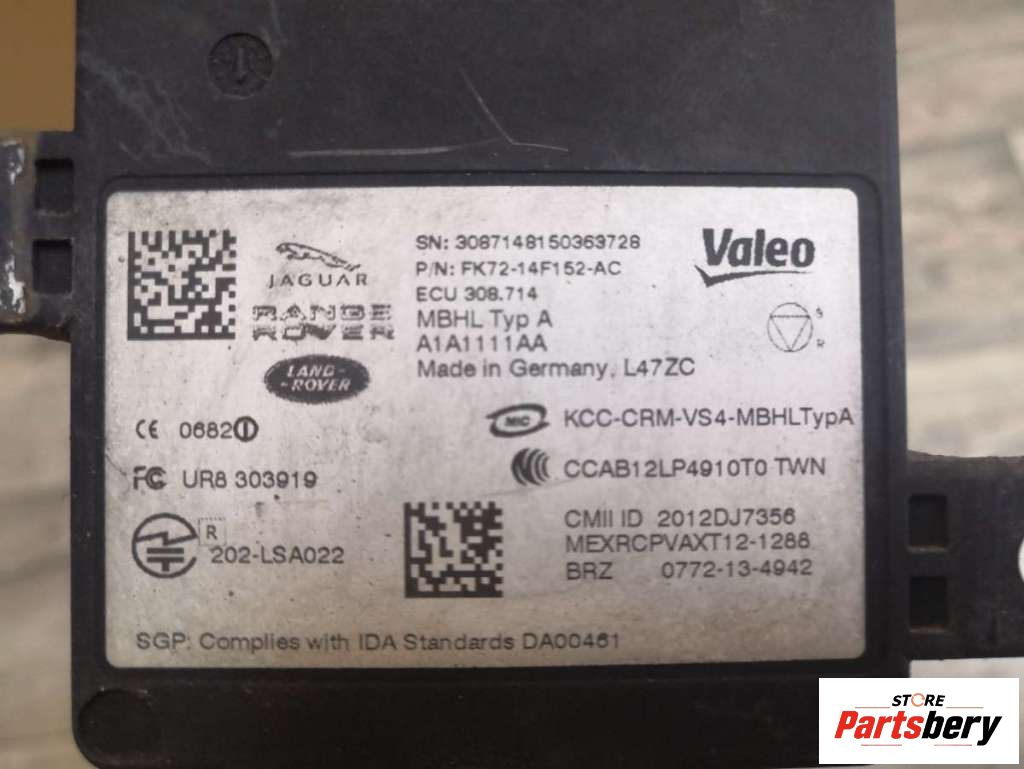 SN: 3087148150363728
P/N: FK72-14F152-AC
ECU 308.714
MBHL Typ A
A1A1111AA
Made in Germany, L47ZC
Valeo
JAGUAR
RANGE
ROVER
LAND-
-ROVER
S
R
CE 0682
FC UR8 303919
R
202-LSA022
MIC KCC-CRM-VS4-MBHLTypA
CCAB12LP4910T0 TWN
CMII ID 2012DJ7356
MEXRCPVAXT12-1288
BRZ 0772-13-4942
SGP: Complies with IDA Standards DA00461
STORE
Partsbery